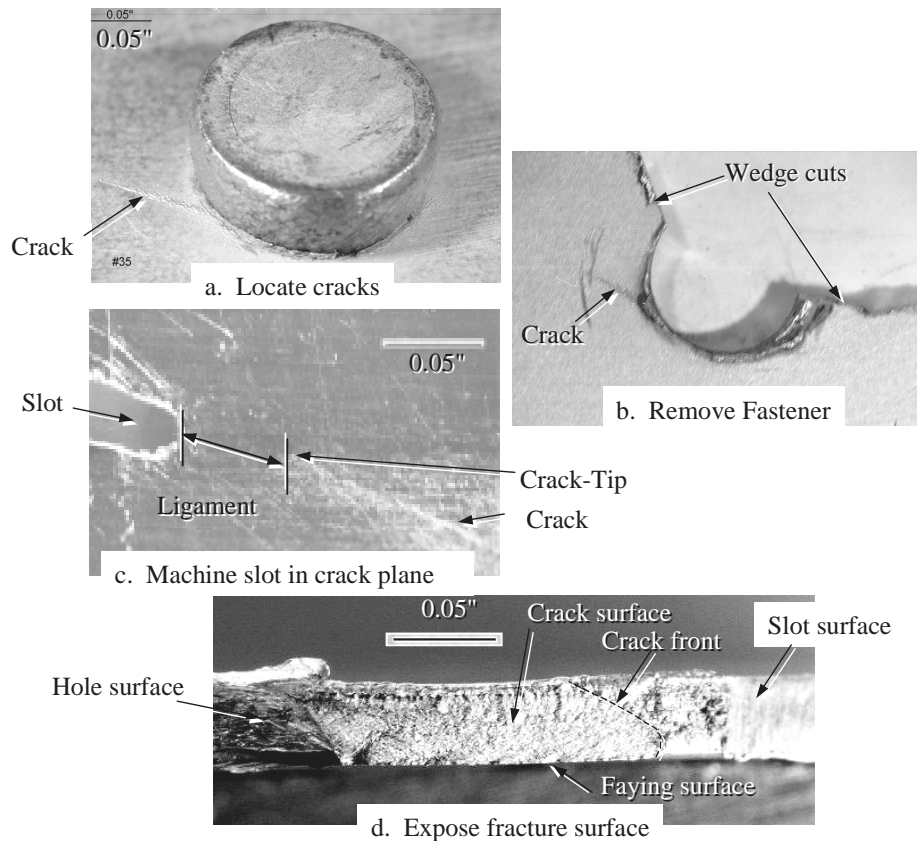 0.05"
0.05"
Crack
#35
a. Locate cracks
Wedge cuts
Crack
b. Remove Fastener
0.05"
Slot
Ligament
Crack-Tip
Crack
c. Machine slot in crack plane
0.05"
Crack surface
Crack front
Slot surface
Hole surface
Faying surface
d. Expose fracture surface